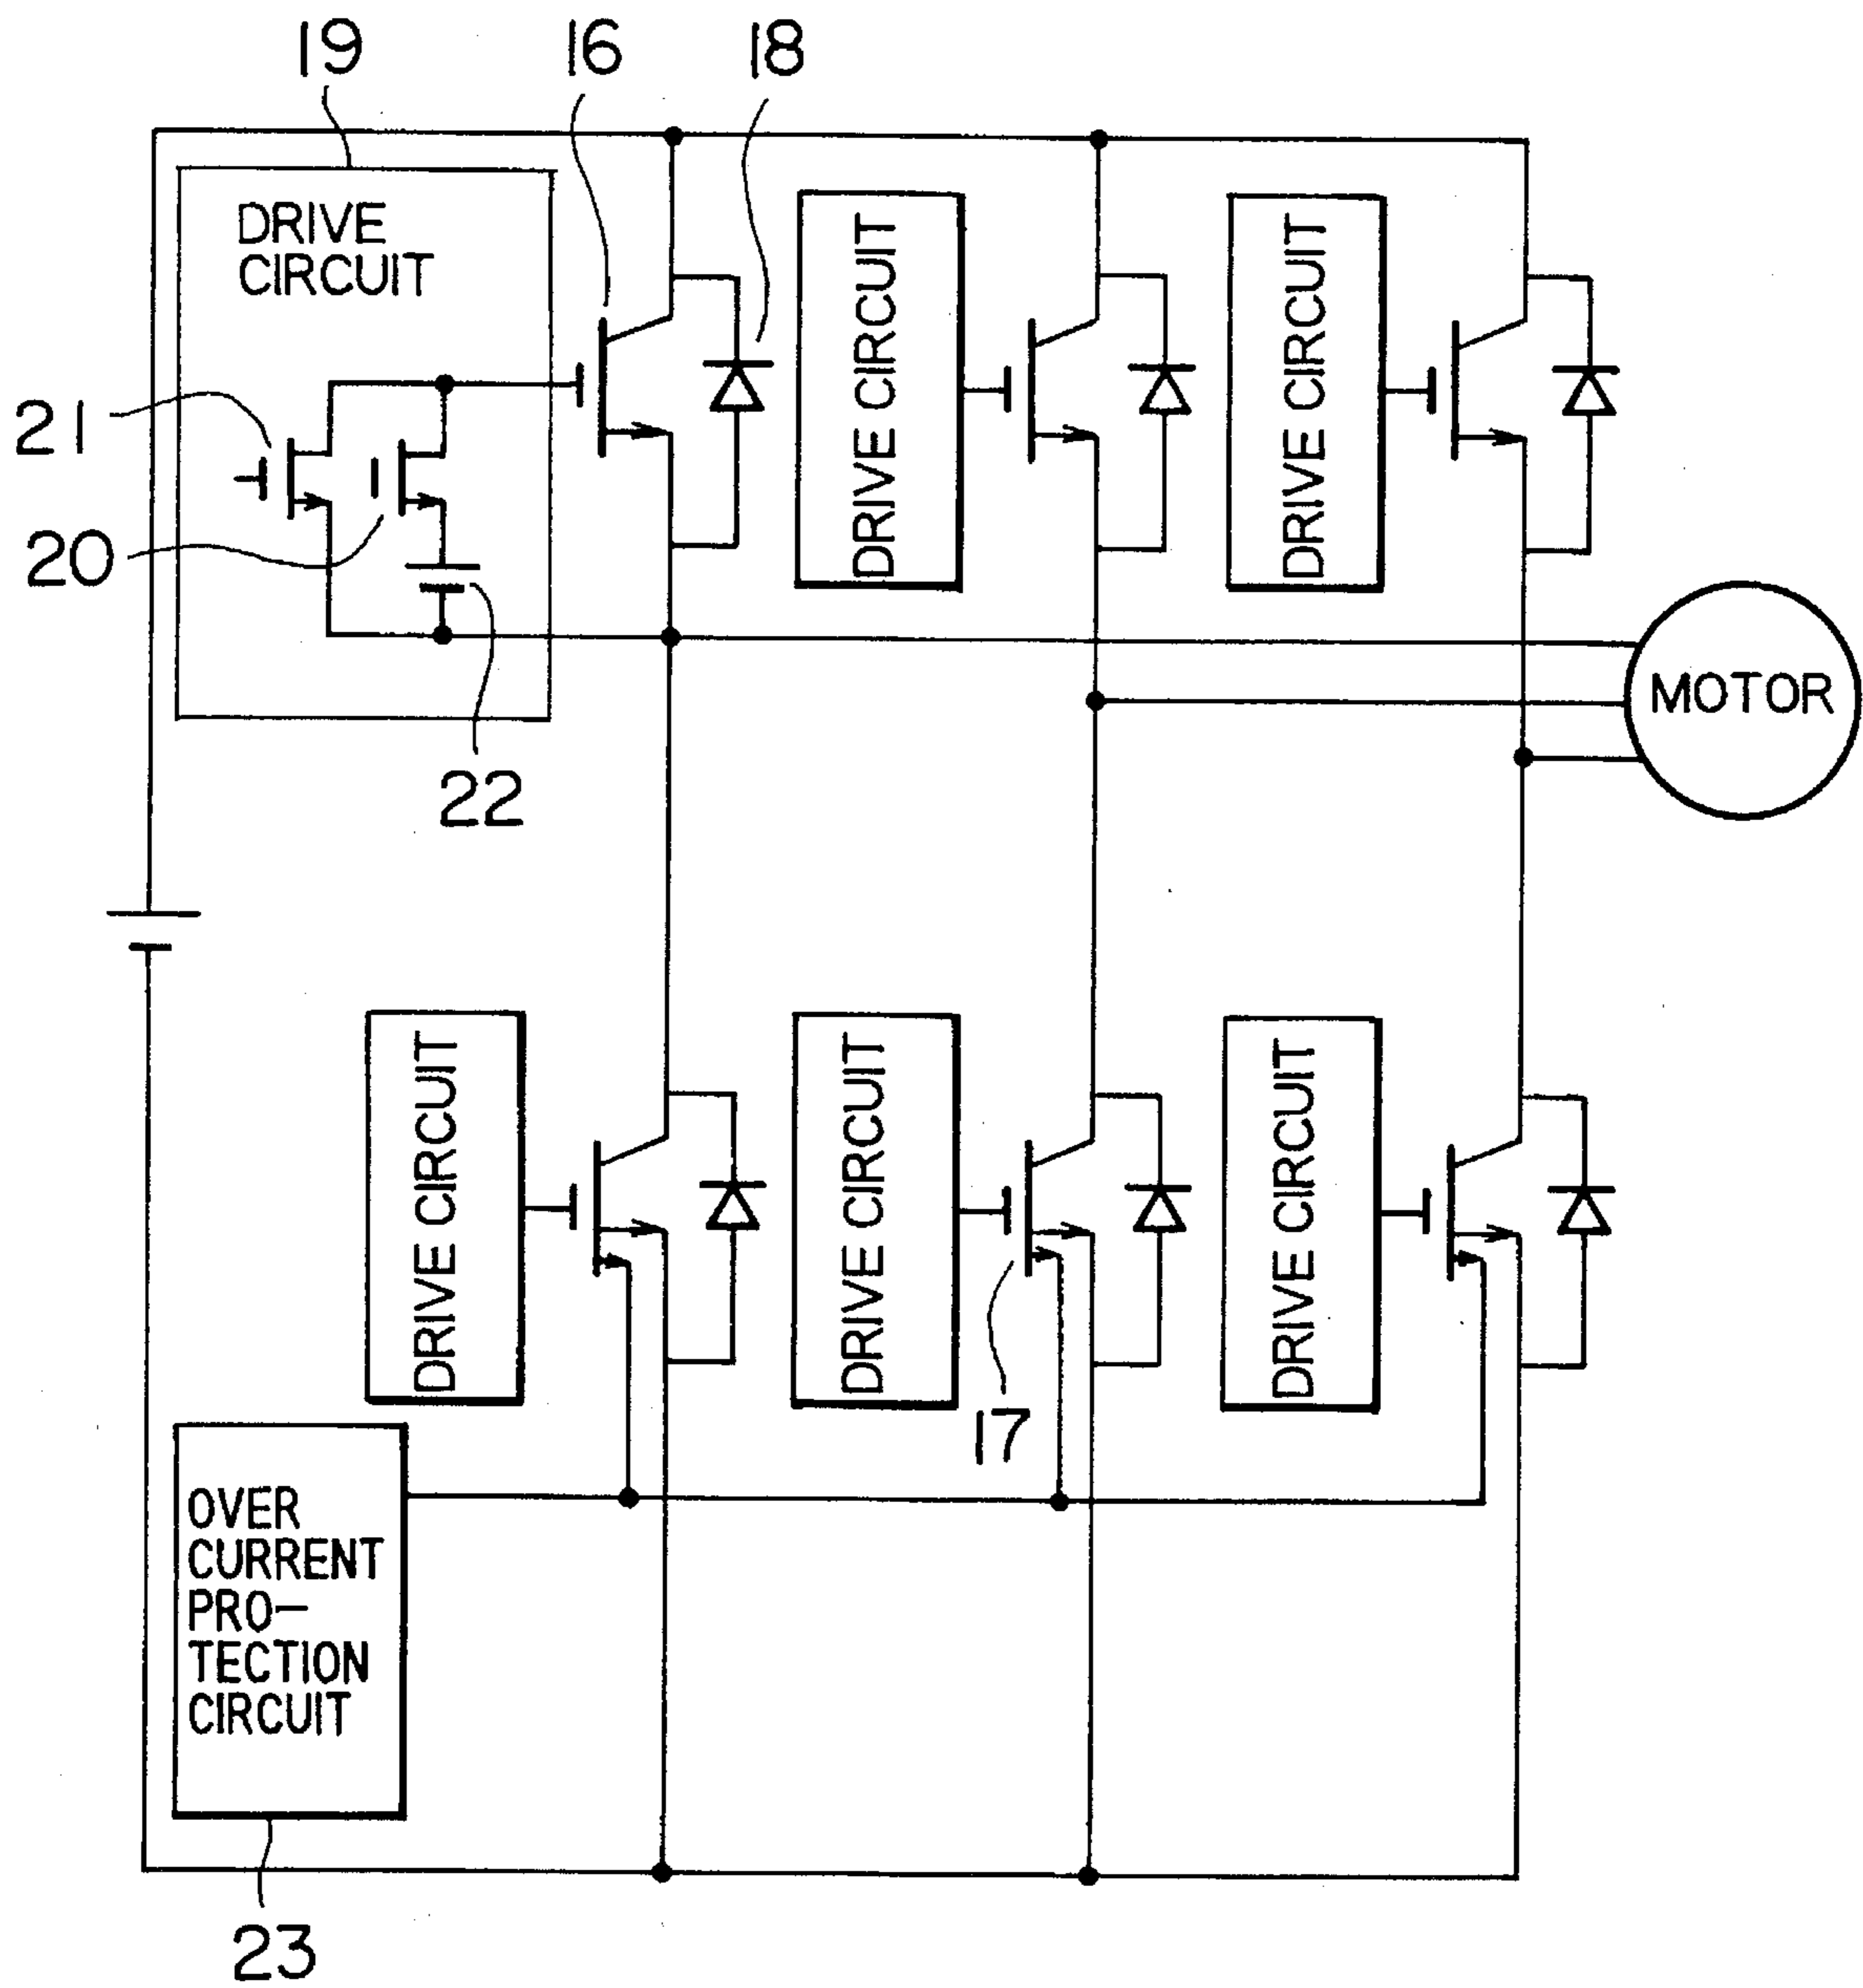 19
16
18
DRIVE
CIRCUIT
DRIVE CIRCUIT
DRIVE CIRCUIT
21
20
22
MOTOR
DRIVE CIRCUIT
DRIVE CIRCUIT
DRIVE CIRCUIT
17
OVER
CURRENT
PRO-
TECTION
CIRCUIT
23